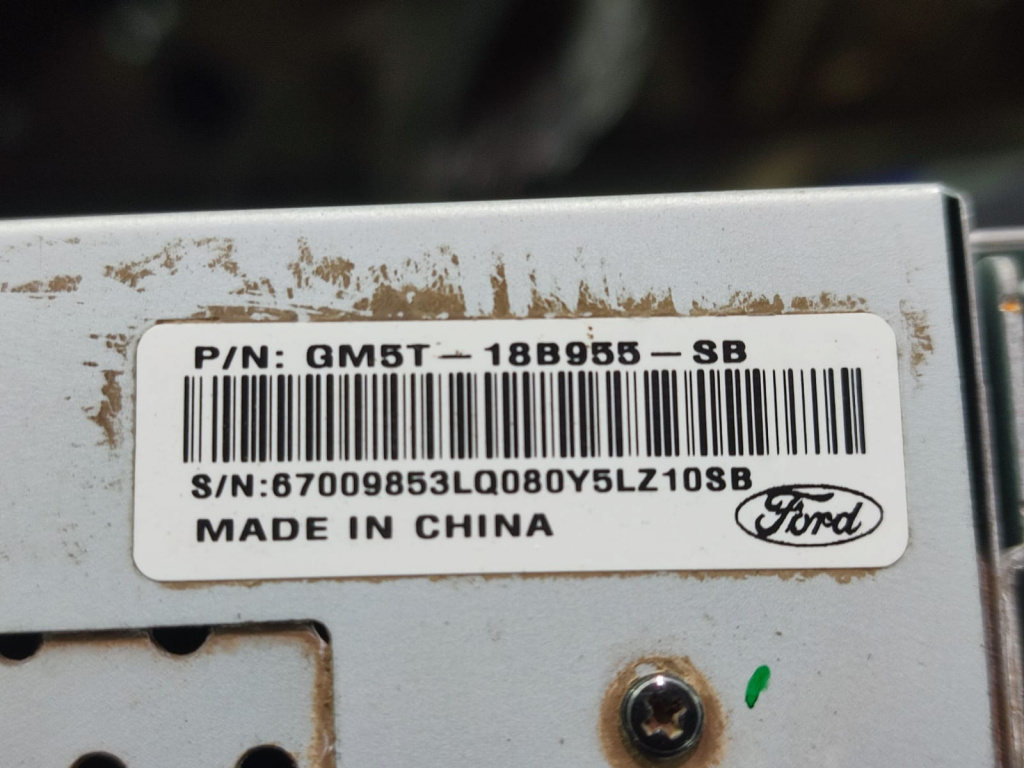 P/N: GM5T-18B955-SB
S/N:67009853LQ080Y5LZ10SB
MADE IN CHINA
Ford